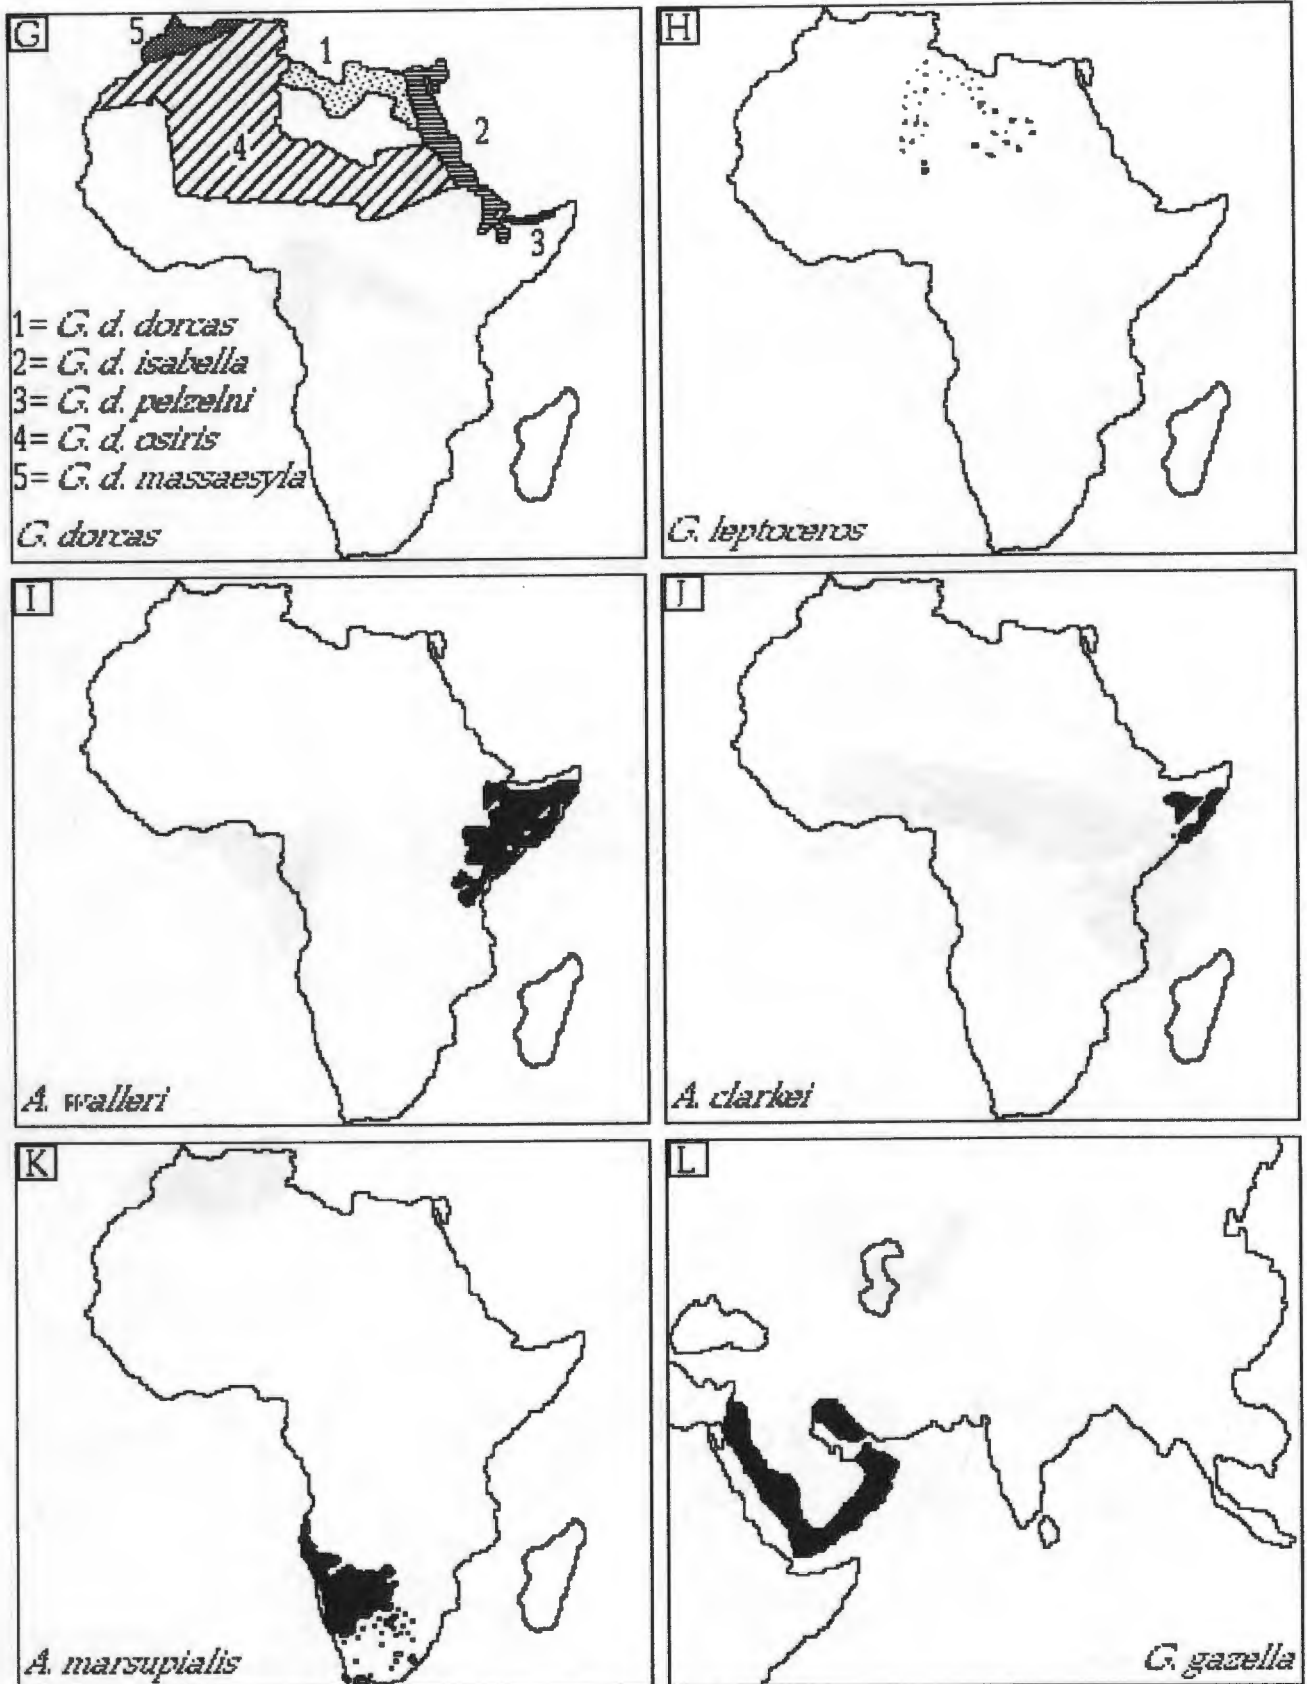 G
5
1
2
4
3
1= G. d. dorcas
2= G. d. isabella
3= G. d. pelzelni
4= G. d. osiris
5= G. d. massaesyla
G. dorcas
H
G. leptoceros
I
A. walleri
J
A. clarkei
K
A. marsupialis
L
G. gazella